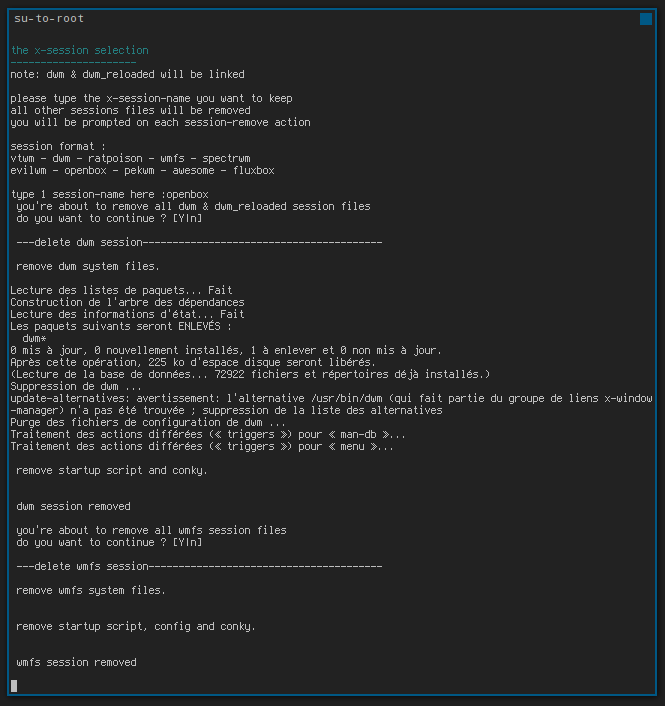 su-to-root
the x-session selection
---------------------
note: dwm & dwm_reloaded will be linked
please type the x-session-name you want to keep
all other sessions files will be removed
you will be prompted on each session-remove action
session format :
vtwm - dwm - ratpoison - wmfs - spectrwm
evilwm - openbox - pekwm - awesome - fluxbox
type 1 session-name here :openbox
you're about to remove all dwm & dwm_reloaded session files
do you want to continue ? [Y|n]
---delete dwm session----------------------------------------
remove dwm system files.
Lecture des listes de paquets... Fait
Construction de l'arbre des dépendances
Lecture des informations d'état... Fait
Les paquets suivants seront ENLEVÉS :
dwm*
0 mis à jour, 0 nouvellement installés, 1 à enlever et 0 non mis à jour.
Après cette opération, 225 ko d'espace disque seront libérés.
(Lecture de la base de données... 72922 fichiers et répertoires déjà installés.)
Suppression de dwm ...
update-alternatives: avertissement: l'alternative /usr/bin/dwm (qui fait partie du groupe de liens x-window
-manager) n'a pas été trouvée ; suppression de la liste des alternatives
Purge des fichiers de configuration de dwm ...
Traitement des actions différées (« triggers ») pour « man-db »...
Traitement des actions différées (« triggers ») pour « menu »...
remove startup script and conky.
dwm session removed
you're about to remove all wmfs session files
do you want to continue ? [Y|n]
---delete wmfs session---------------------------------------
remove wmfs system files.
remove startup script, config and conky.
wmfs session removed